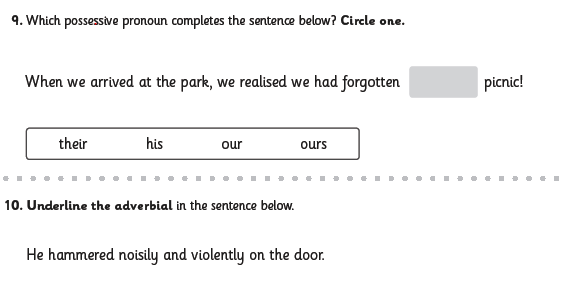 9. Which possessive pronoun completes the sentence below? Circle one.
When we arrived at the park, we realised we had forgotten picnic!
their his our ours
10. Underline the adverbial in the sentence below.
He hammered noisily and violently on the door.